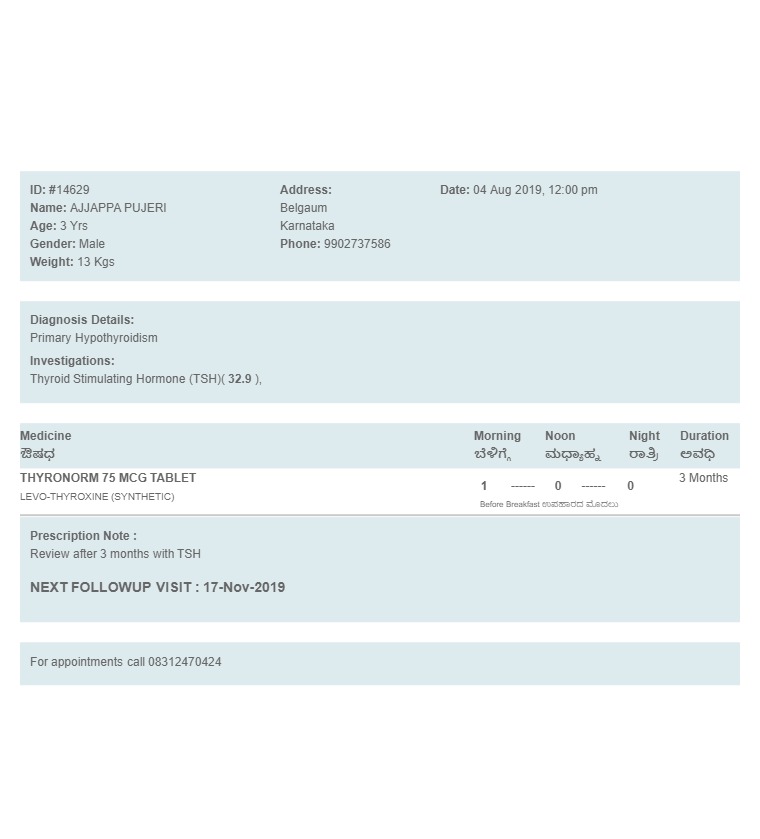 ID: #14629
Name: AJJAPPA PUJERI
Age: 3 Yrs
Gender: Male
Weight: 13 Kgs
Address:
Belgaum
Karnataka
Phone: 9902737586
Date: 04 Aug 2019, 12:00 pm
Diagnosis Details:
Primary Hypothyroidism
Investigations:
Thyroid Stimulating Hormone (TSH)( 32.9 ),
Medicine Morning Noon Night Duration
ಔಷಧ ಬೆಳಿಗ್ಗೆ ಮಧ್ಯಾಹ್ನ ರಾತ್ರಿ ಅವಧಿ
THYRONORM 75 MCG TABLET 1 ------ 0 ------ 0 3 Months
LEVO-THYROXINE (SYNTHETIC)
Before Breakfast ಉಪಹಾರದ ಮೊದಲು
Prescription Note :
Review after 3 months with TSH
NEXT FOLLOWUP VISIT : 17-Nov-2019
For appointments call 08312470424